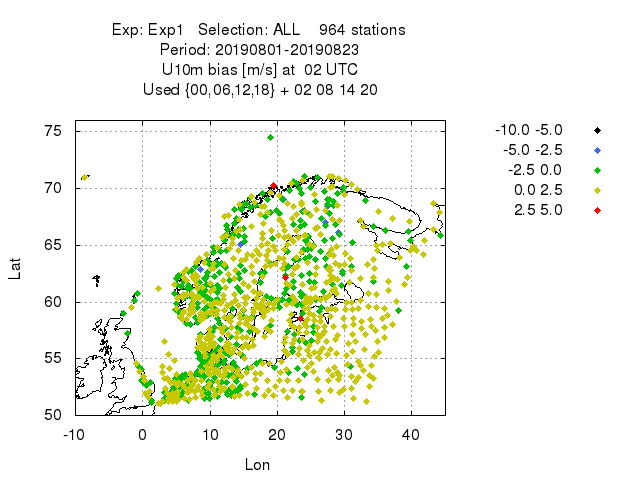 Exp: Exp1   Selection: ALL    964 stations
Period: 20190801-20190823
U10m bias [m/s] at  02 UTC
Used {00,06,12,18} + 02 08 14 20
-10.0 -5.0
-5.0 -2.5
-2.5 0.0
0.0 2.5
2.5 5.0
75
70
65
60
55
50
Lat
-10 0 10 20 30 40
Lon